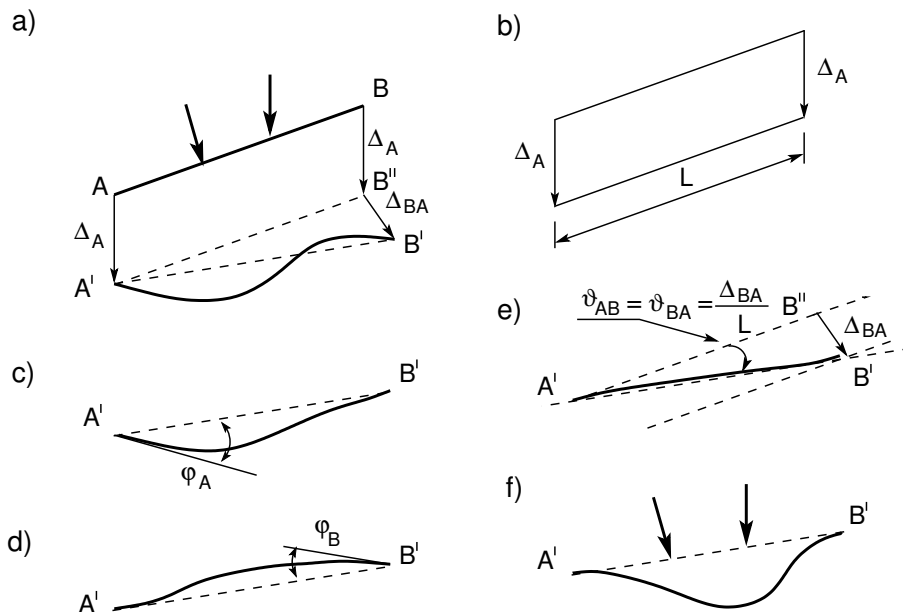 a)
B
Δ_A
A
B''
Δ_BA
Δ_A
B'
A'
b)
Δ_A
Δ_A
L
c)
B'
A'
φ_A
d)
φ_B
B'
A'
e)
ϑ_AB = ϑ_BA = Δ_BA / L
B''
Δ_BA
A'
B'
f)
B'
A'